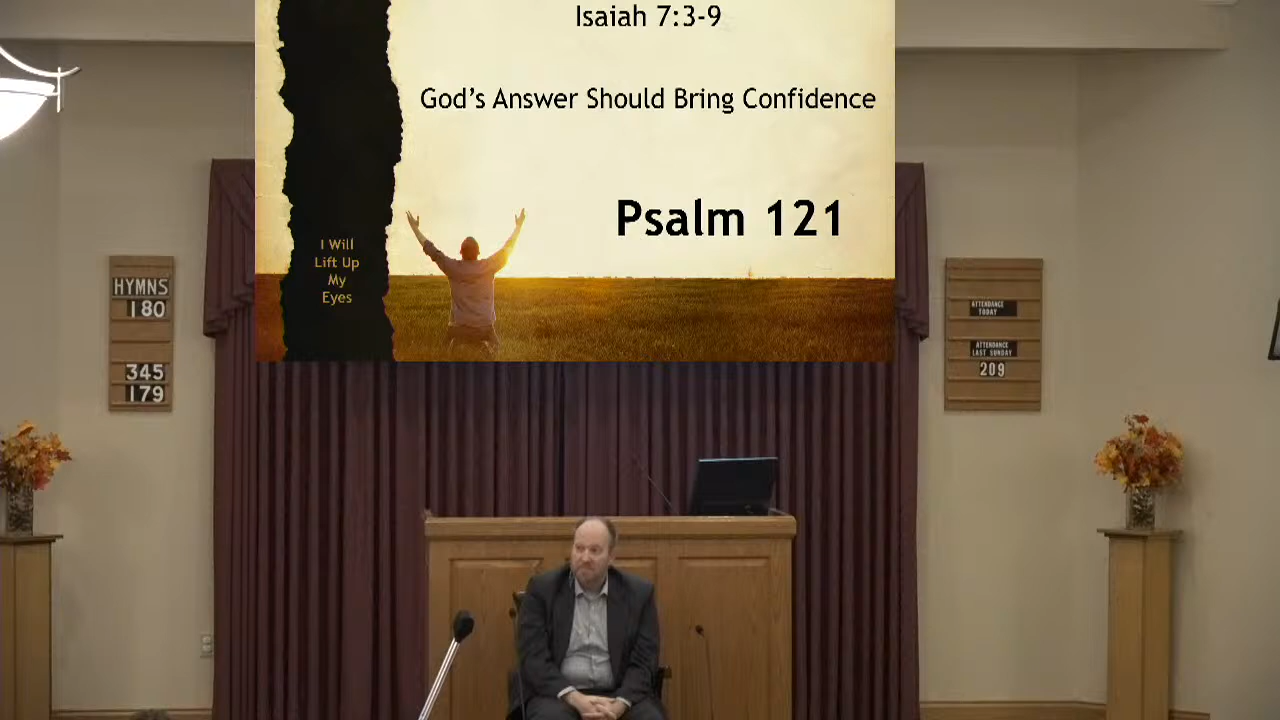 Isaiah 7:3-9
God's Answer Should Bring Confidence
Psalm 121
I Will
Lift Up
My
Eyes
HYMNS
180
345
179
ATTENDANCE
TODAY
ATTENDANCE
LAST SUNDAY
209